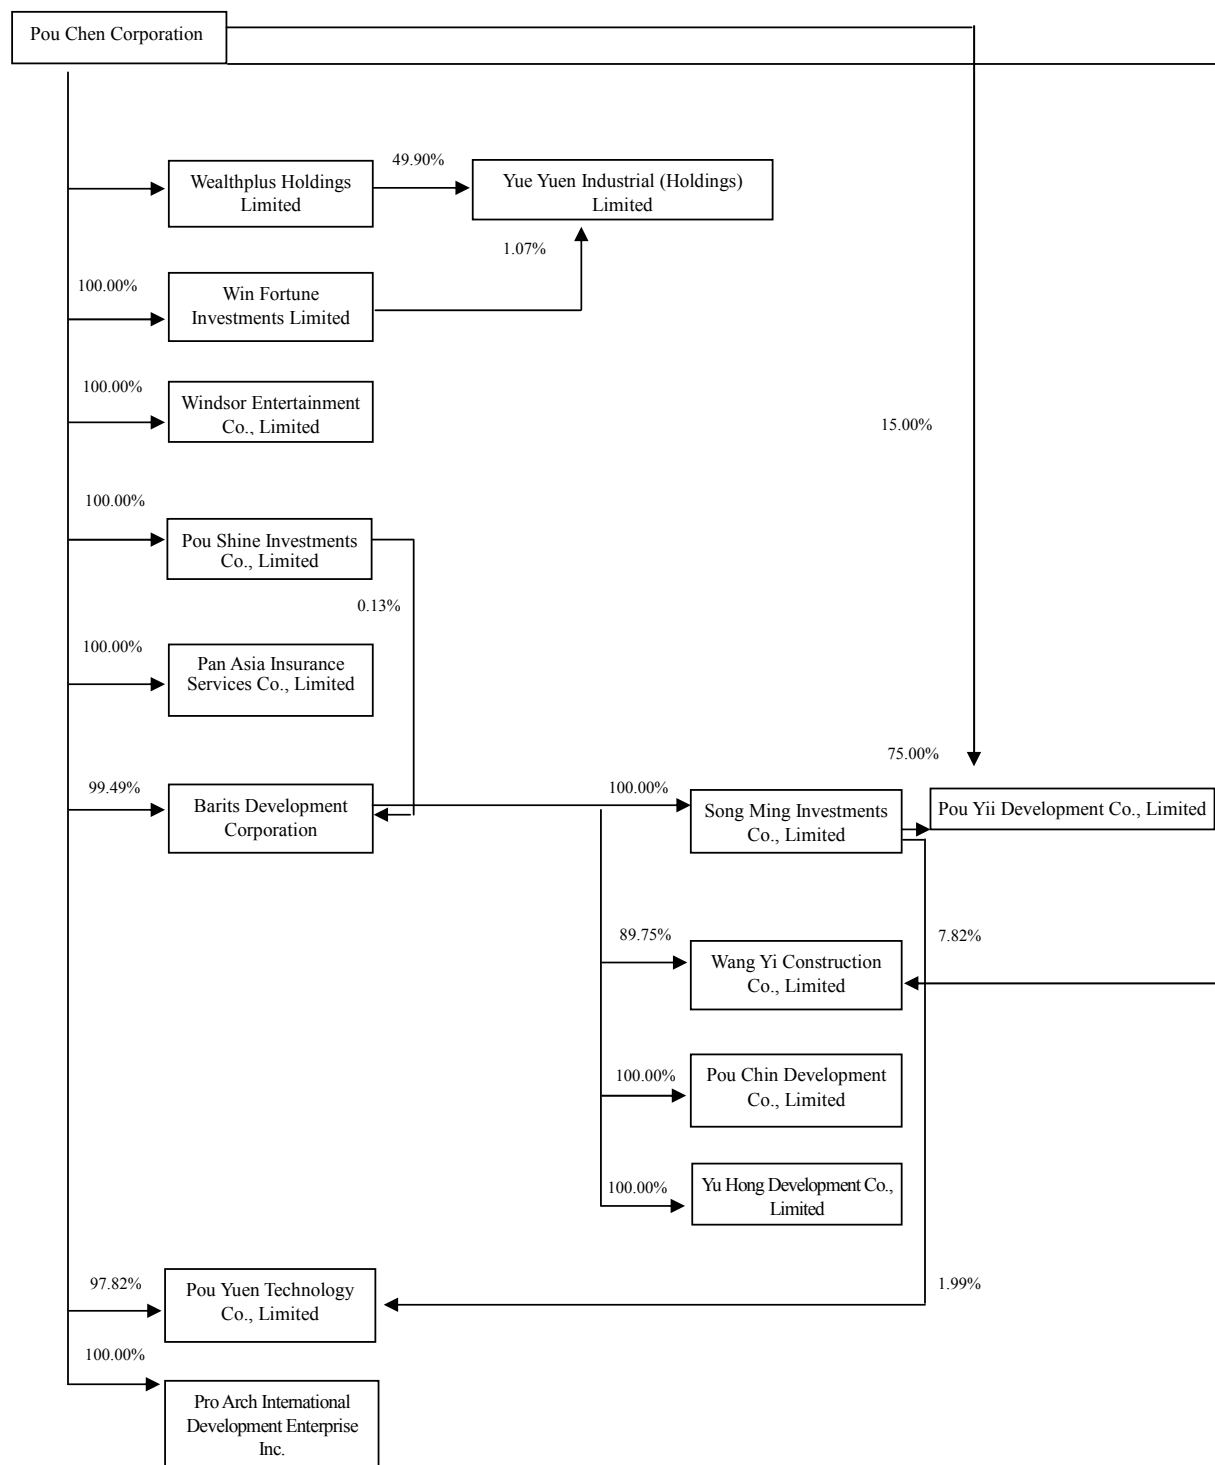 Pou Chen Corporation
49.90%
Wealthplus Holdings
Limited
Yue Yuen Industrial (Holdings)
Limited
1.07%
100.00%
Win Fortune
Investments Limited
100.00%
Windsor Entertainment
Co., Limited
15.00%
100.00%
Pou Shine Investments
Co., Limited
0.13%
100.00%
Pan Asia Insurance
Services Co., Limited
75.00%
99.49%
Barits Development
Corporation
100.00%
Song Ming Investments
Co., Limited
Pou Yii Development Co., Limited
89.75%
Wang Yi Construction
Co., Limited
7.82%
100.00%
Pou Chin Development
Co., Limited
100.00%
Yu Hong Development Co.,
Limited
97.82%
Pou Yuen Technology
Co., Limited
1.99%
100.00%
Pro Arch International
Development Enterprise
Inc.